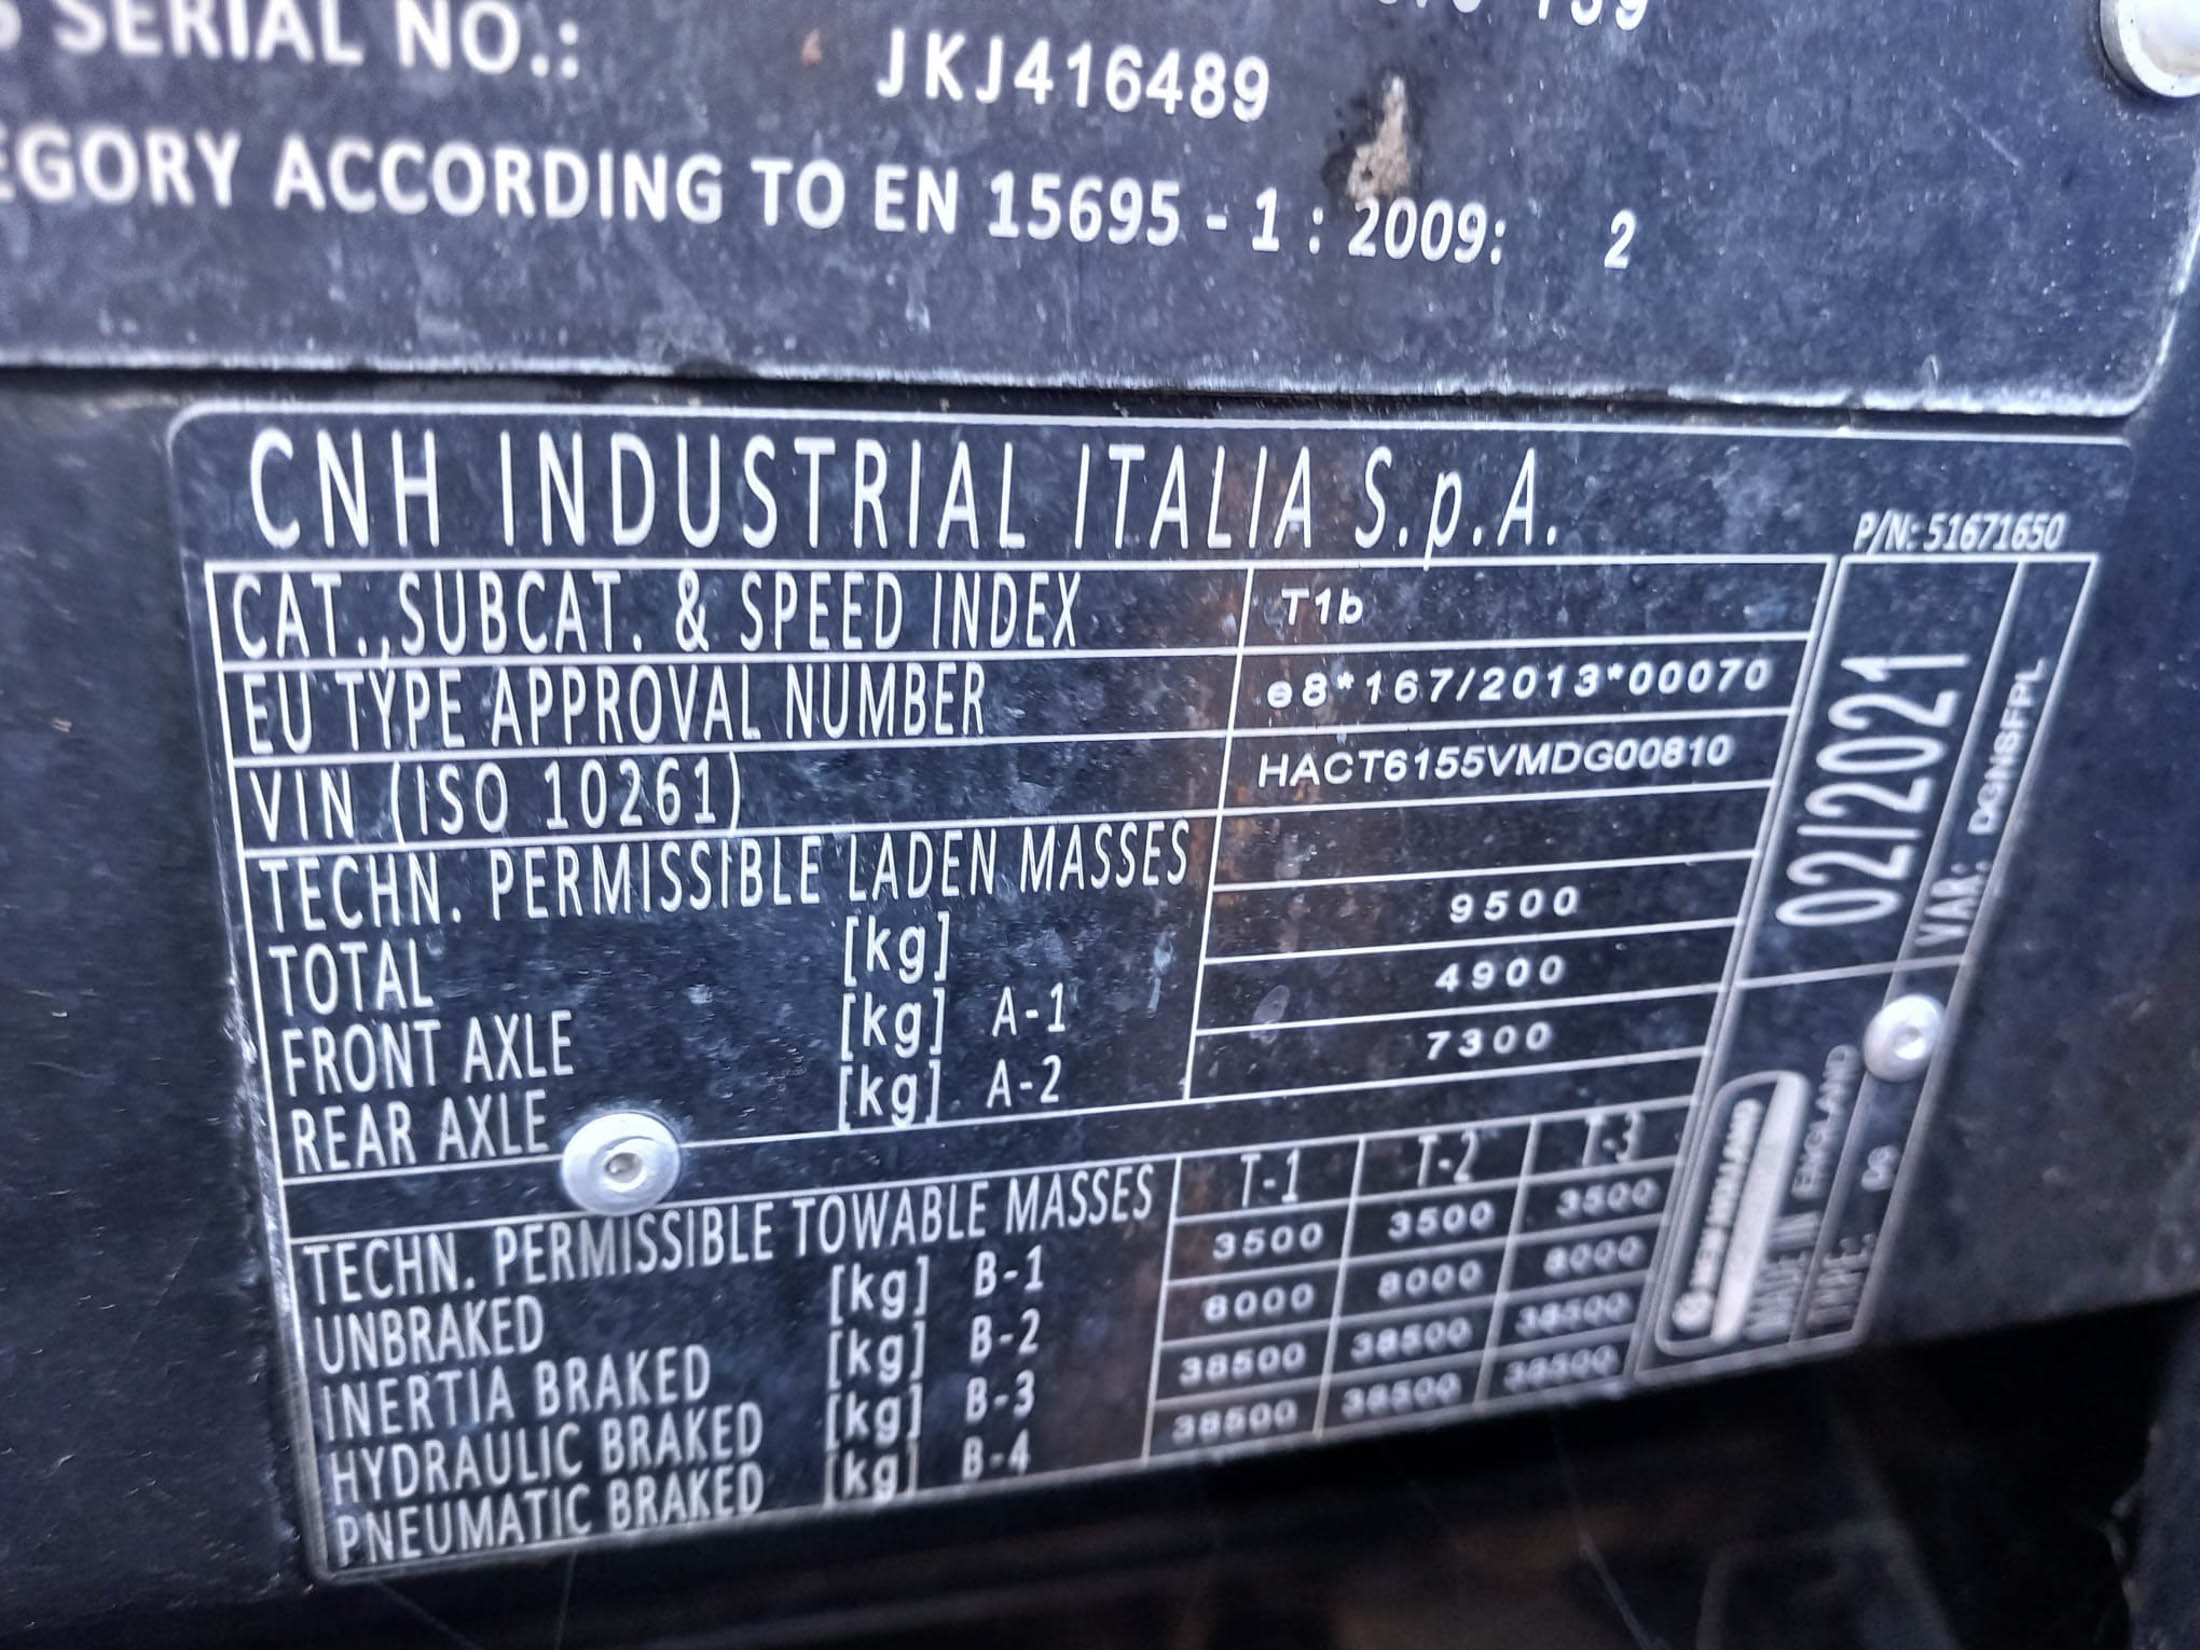 SERIAL NO.: JKJ416489
ACCORDING TO EN 15695 - 1 : 2009: 2
CNH INDUSTRIAL ITALIA S.p.A.
P/N: 51671650
CAT.,SUBCAT. & SPEED INDEX T1b
EU TYPE APPROVAL NUMBER e8*167/2013*00070
VIN (ISO 10261) HACT6155VMDG00810
TECHN. PERMISSIBLE LADEN MASSES
TOTAL [kg] 9500
FRONT AXLE [kg] A-1 4900
REAR AXLE [kg] A-2 7300
TECHN. PERMISSIBLE TOWABLE MASSES T-1 T-2 T-3
UNBRAKED [kg] B-1 3500 3500 3500
INERTIA BRAKED [kg] B-2 8000 8000 8000
HYDRAULIC BRAKED [kg] B-3 38500 38500 38500
PNEUMATIC BRAKED [kg] B-4 38500 38500 38500
02/2021
VAR: DGNSFPL
NEW HOLLAND
MADE IN ENGLAND
TYPE: